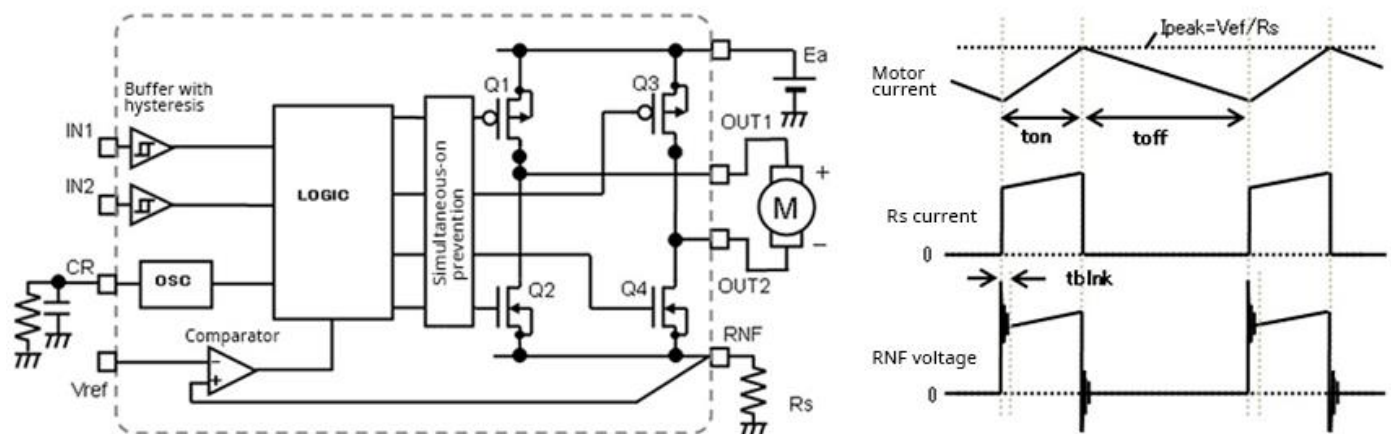 Buffer with
hysteresis
IN1
IN2
CR
OSC
LOGIC
Simultaneous-on
prevention
Comparator
Vref
Q1
Q2
Q3
Q4
Ea
OUT1
+
M
−
OUT2
RNF
Rs
−
+
Ipeak=Vef/Rs
Motor
current
ton
toff
Rs current
0
tblnk
RNF voltage
0